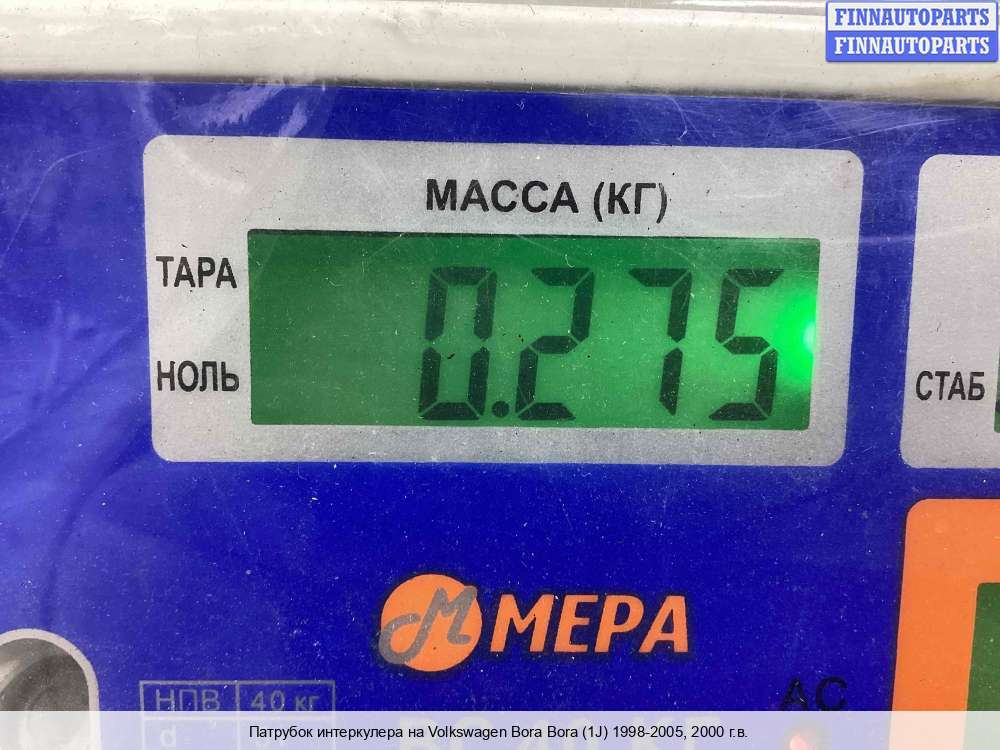 FINNAUTOPARTS
FINNAUTOPARTS
МАССА (КГ)
ТАРА
0.275
НОЛЬ
СТАБ
М МЕРА
НПВ 40 кг
AC
d
Патрубок интеркулера на Volkswagen Bora Bora (1J) 1998-2005, 2000 г.в.